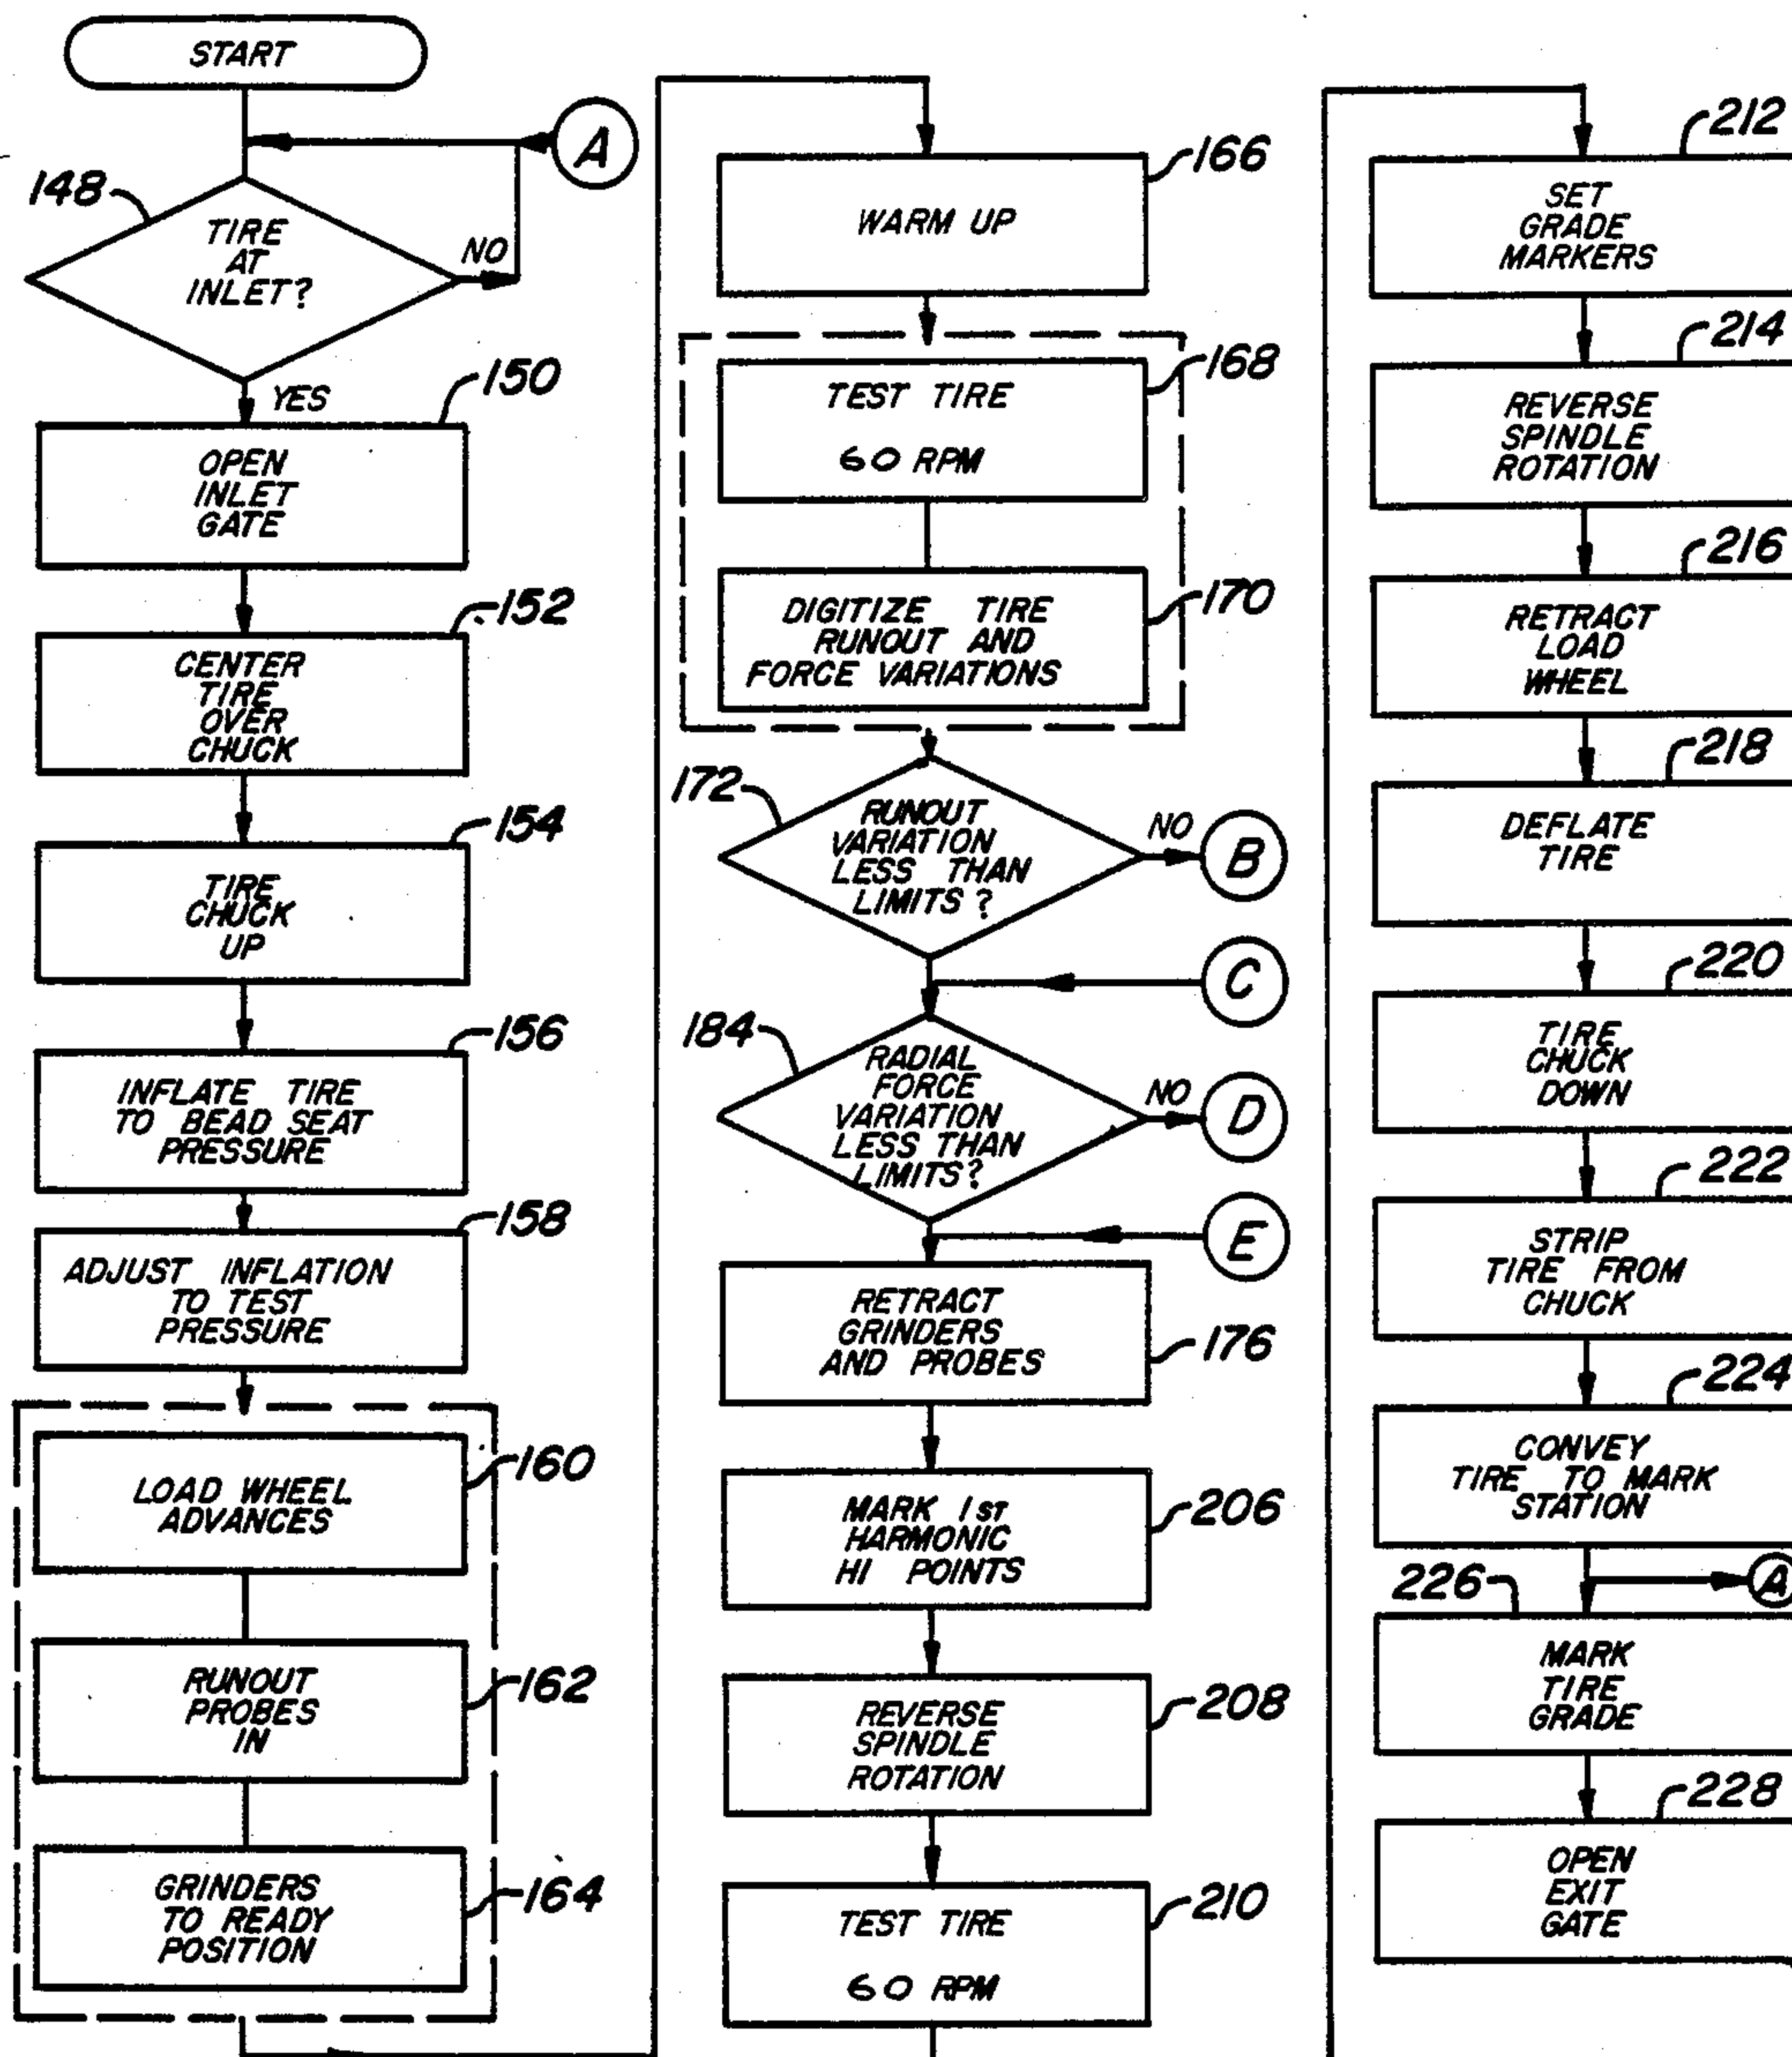 START
A
148
TIRE
AT
INLET?
NO
YES
150
OPEN
INLET
GATE
152
CENTER
TIRE
OVER
CHUCK
154
TIRE
CHUCK
UP
156
INFLATE TIRE
TO BEAD SEAT
PRESSURE
158
ADJUST INFLATION
TO TEST
PRESSURE
160
LOAD WHEEL
ADVANCES
162
RUNOUT
PROBES
IN
164
GRINDERS
TO READY
POSITION
166
WARM UP
168
TEST TIRE
60 RPM
170
DIGITIZE TIRE
RUNOUT AND
FORCE VARIATIONS
172
RUNOUT
VARIATION
LESS THAN
LIMITS?
NO
B
C
184
RADIAL
FORCE
VARIATION
LESS THAN
LIMITS?
NO
D
E
RETRACT
GRINDERS
AND PROBES
176
MARK 1ST
HARMONIC
HI POINTS
206
REVERSE
SPINDLE
ROTATION
208
TEST TIRE
60 RPM
210
212
SET
GRADE
MARKERS
214
REVERSE
SPINDLE
ROTATION
216
RETRACT
LOAD
WHEEL
218
DEFLATE
TIRE
220
TIRE
CHUCK
DOWN
222
STRIP
TIRE FROM
CHUCK
224
CONVEY
TIRE TO MARK
STATION
A
226
MARK
TIRE
GRADE
228
OPEN
EXIT
GATE